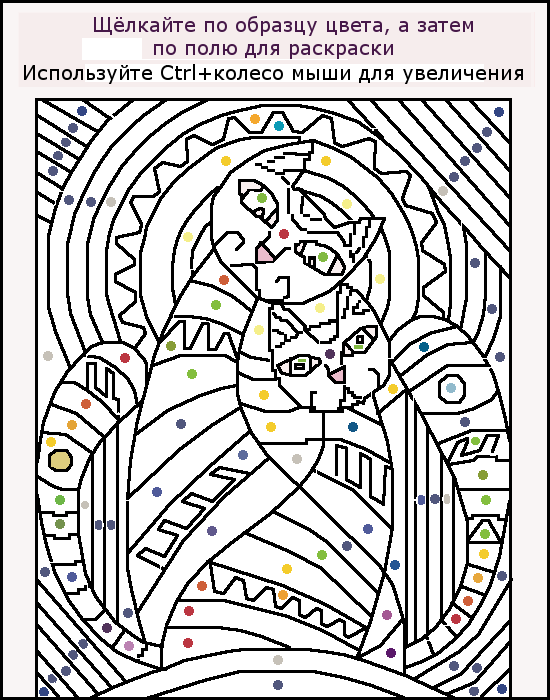 Щёлкайте по образцу цвета, а затем
по полю для раскраски
Используйте Ctrl+колесо мыши для увеличения